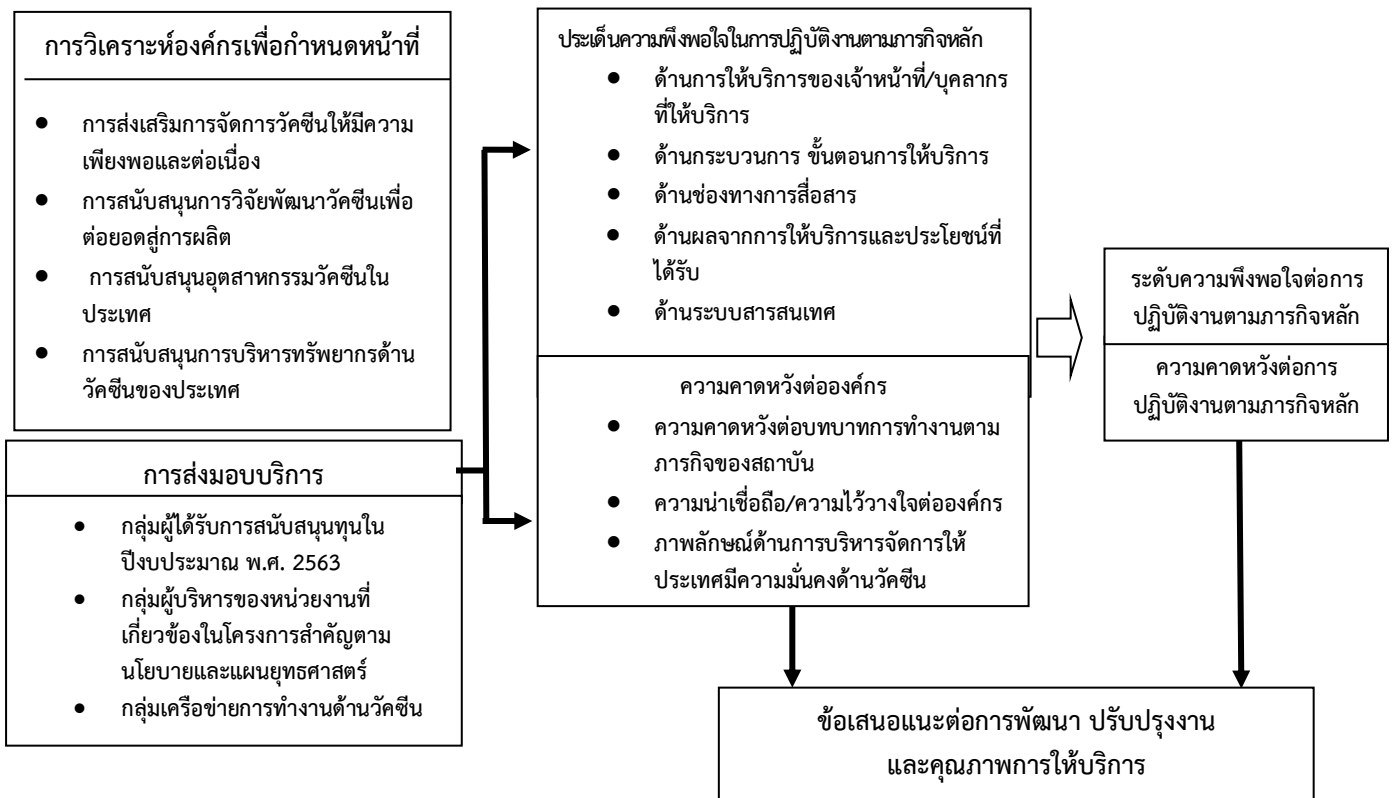 การวิเคราะห์องค์กรเพื่อกำหนดหน้าที่
● การส่งเสริมการจัดการวัคซีนให้มีความ
เพียงพอและต่อเนื่อง
● การสนับสนุนการวิจัยพัฒนาวัคซีนเพื่อ
ต่อยอดสู่การผลิต
● การสนับสนุนอุตสาหกรรมวัคซีนใน
ประเทศ
● การสนับสนุนการบริหารทรัพยากรด้าน
วัคซีนของประเทศ
การส่งมอบบริการ
● กลุ่มผู้ได้รับการสนับสนุนทุนใน
ปีงบประมาณ พ.ศ. 2563
● กลุ่มผู้บริหารของหน่วยงานที่
เกี่ยวข้องในโครงการสำคัญตาม
นโยบายและแผนยุทธศาสตร์
● กลุ่มเครือข่ายการทำงานด้านวัคซีน
ประเด็นความพึงพอใจในการปฏิบัติงานตามภารกิจหลัก
● ด้านการให้บริการของเจ้าหน้าที่/บุคลากร
ที่ให้บริการ
● ด้านกระบวนการ ขั้นตอนการให้บริการ
● ด้านช่องทางการสื่อสาร
● ด้านผลจากการให้บริการและประโยชน์ที่
ได้รับ
● ด้านระบบสารสนเทศ
ความคาดหวังต่อองค์กร
● ความคาดหวังต่อบทบาทการทำงานตาม
ภารกิจของสถาบัน
● ความน่าเชื่อถือ/ความไว้วางใจต่อองค์กร
● ภาพลักษณ์ด้านการบริหารจัดการให้
ประเทศมีความมั่นคงด้านวัคซีน
ระดับความพึงพอใจต่อการ
ปฏิบัติงานตามภารกิจหลัก
ความคาดหวังต่อการ
ปฏิบัติงานตามภารกิจหลัก
ข้อเสนอแนะต่อการพัฒนา ปรับปรุงงาน
และคุณภาพการให้บริการ